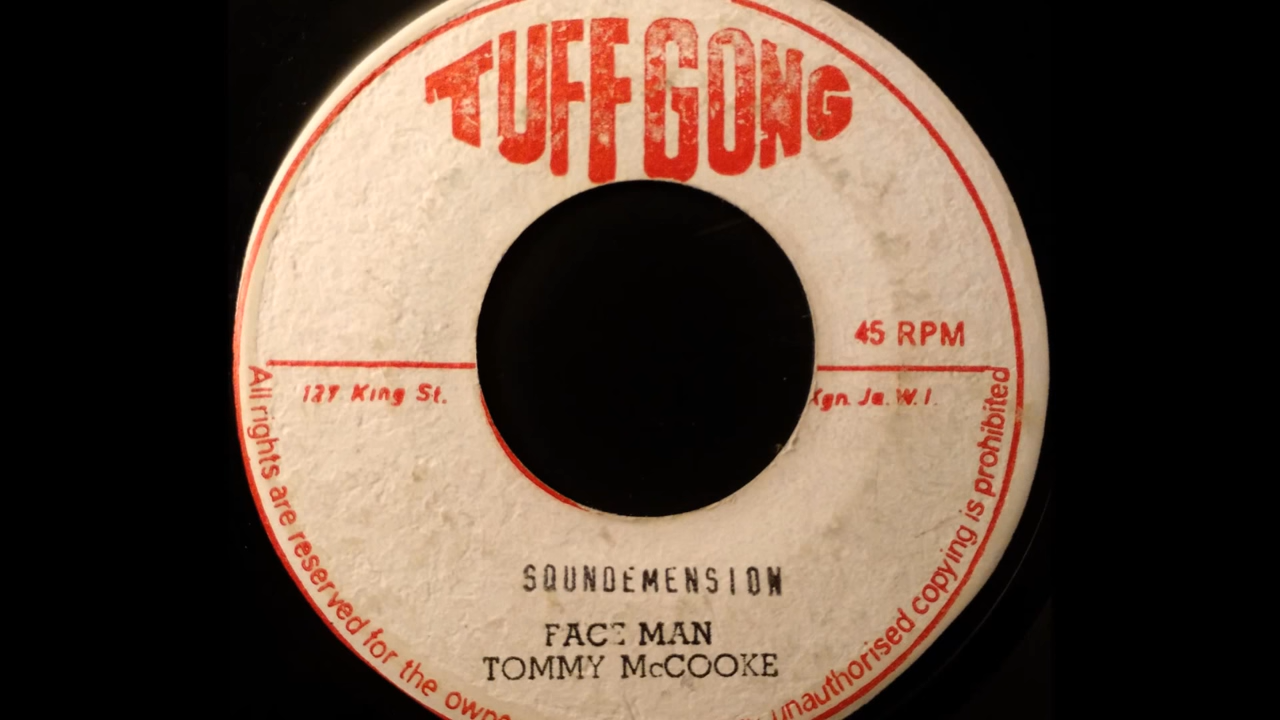 TUFF GONG
45 RPM
127 King St.
Kgn. Ja. W.I.
SOUNDEMENSION
FACE MAN
TOMMY McCOOKE
All rights are reserved for the
unauthorised copying is prohibited